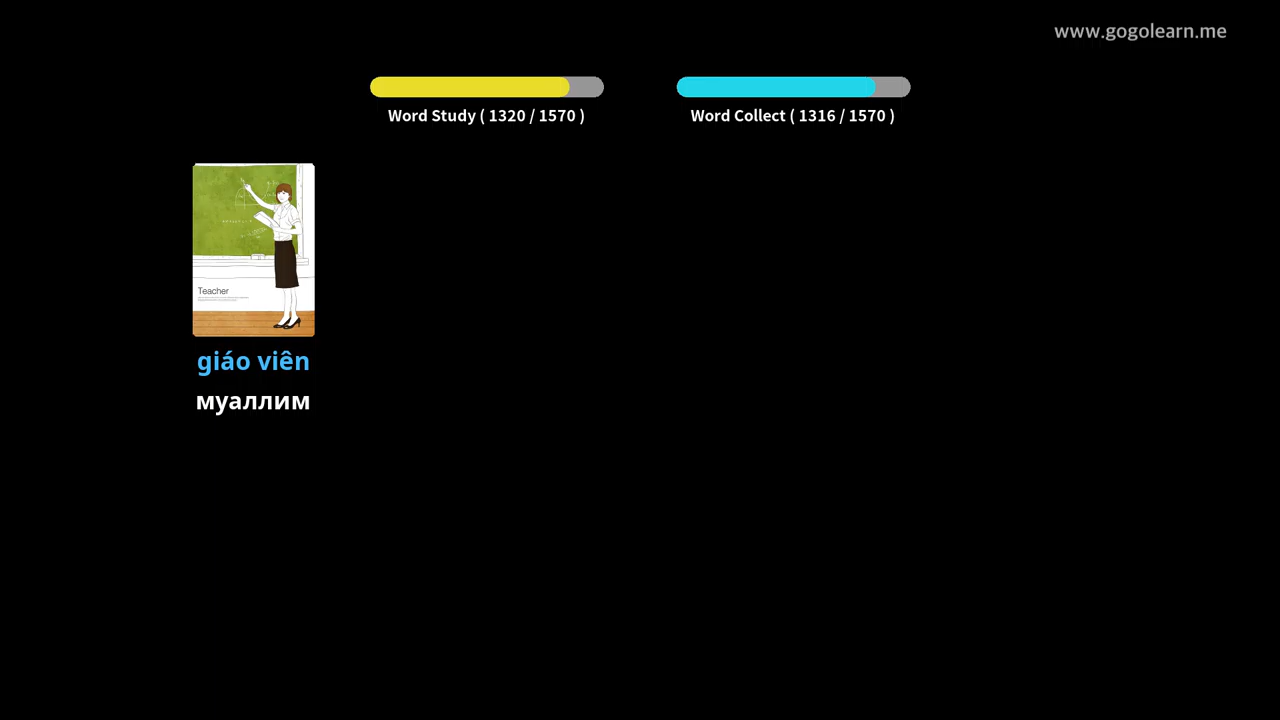 www.gogolearn.me
Word Study ( 1320 / 1570 )
Word Collect ( 1316 / 1570 )
Teacher
giáo viên
муаллим